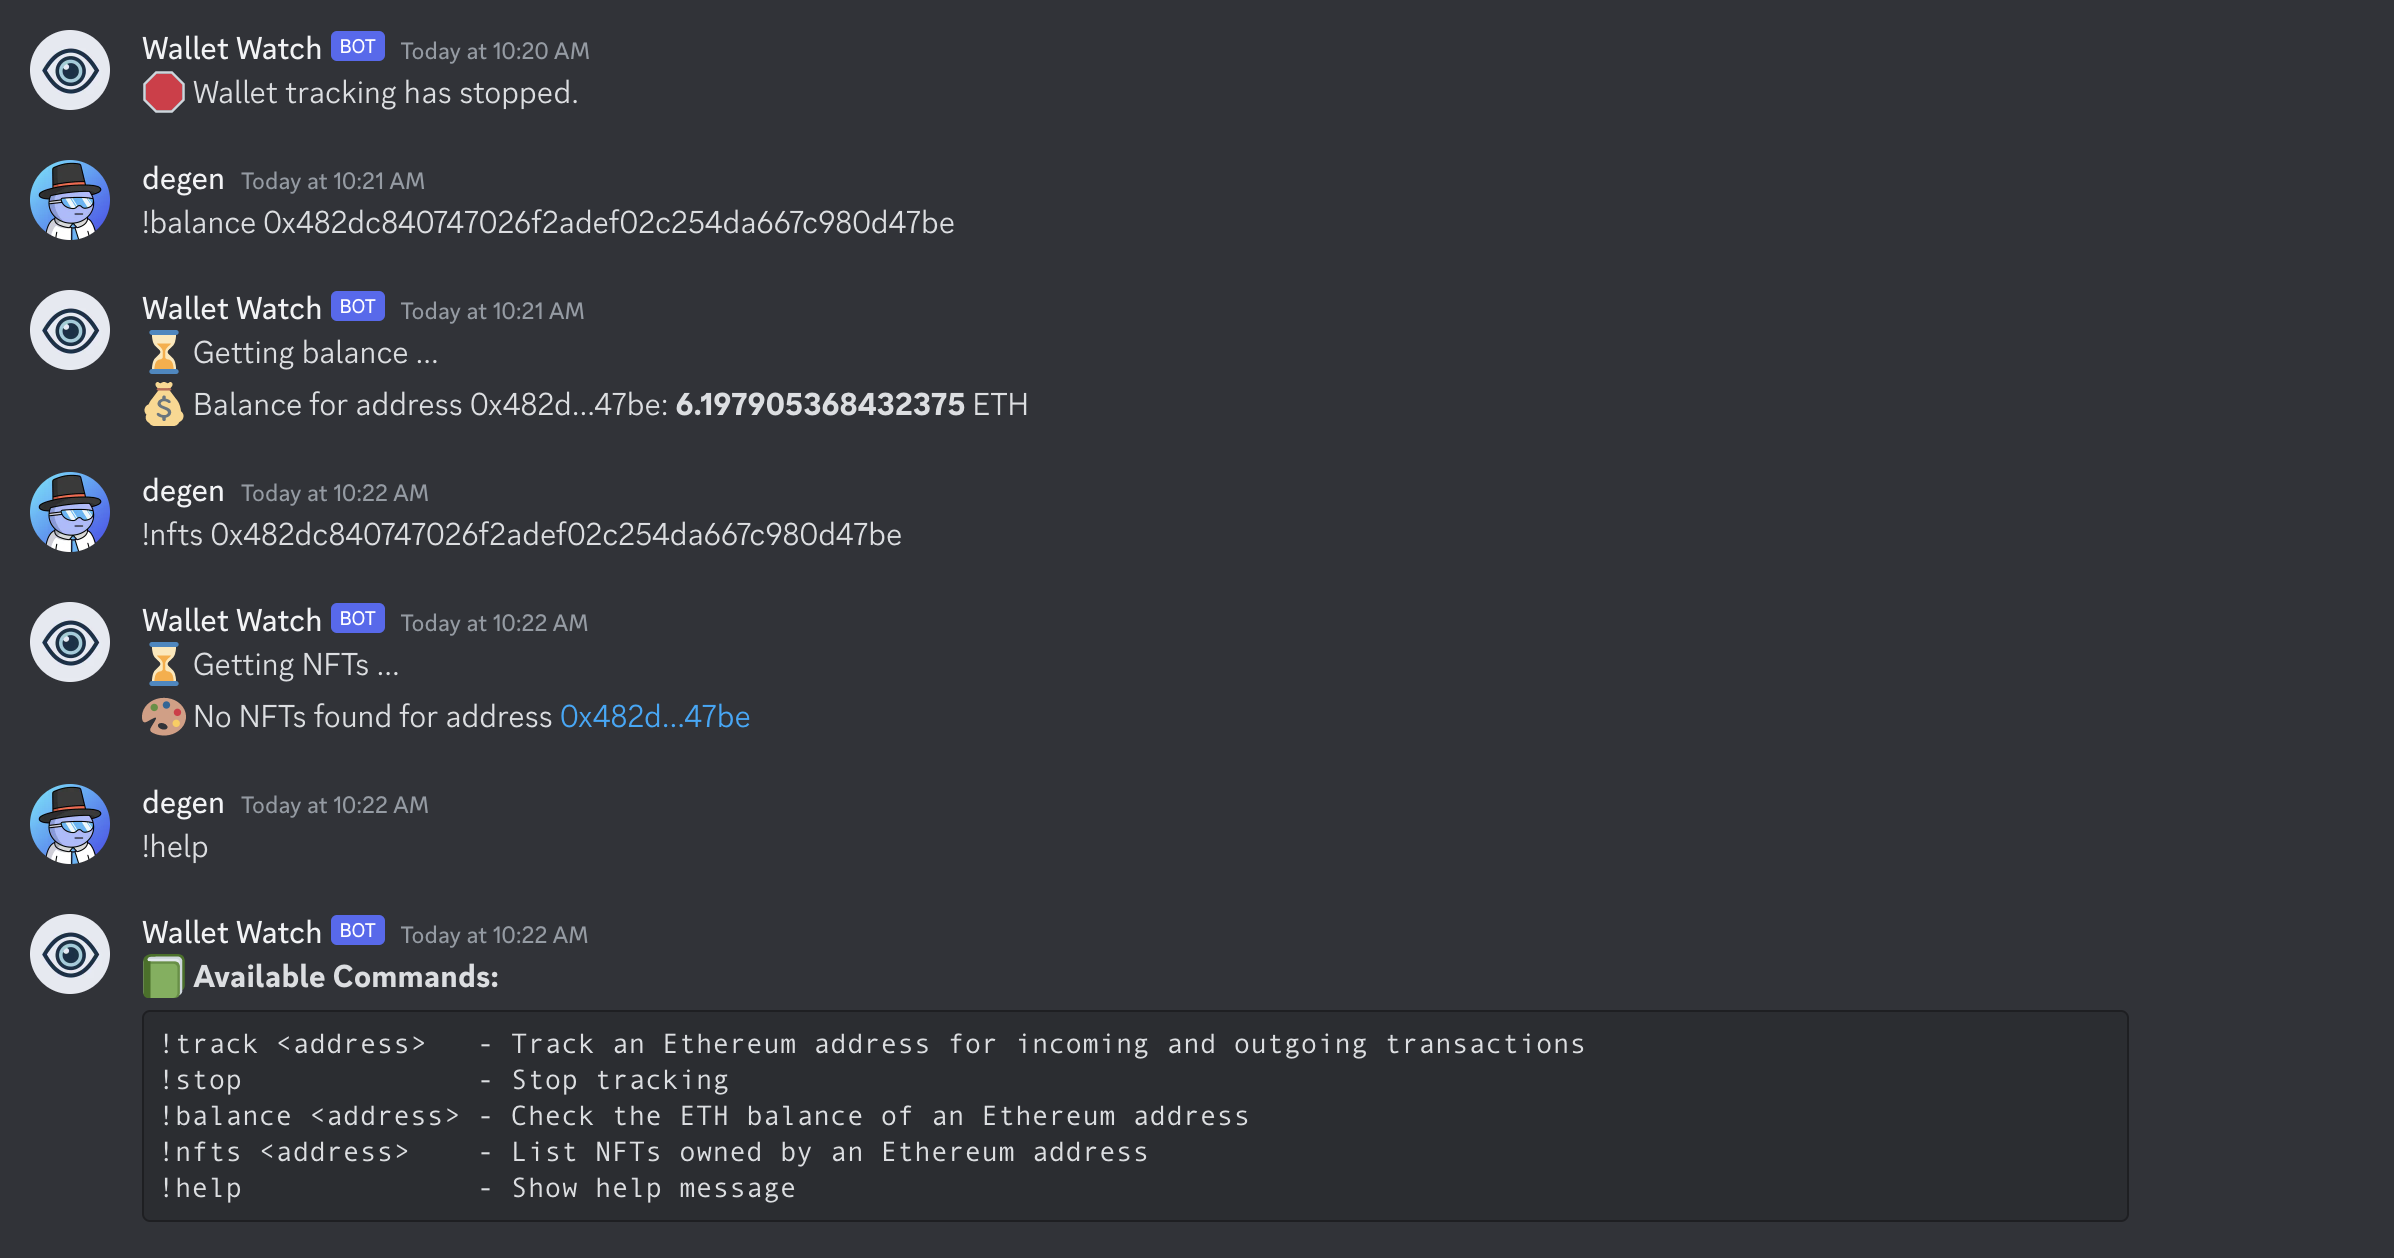 Wallet Watch BOT Today at 10:20 AM
Wallet tracking has stopped.
degen Today at 10:21 AM
!balance 0x482dc840747026f2adef02c254da667c980d47be
Wallet Watch BOT Today at 10:21 AM
Getting balance ...
Balance for address 0x482d...47be: 6.197905368432375 ETH
degen Today at 10:22 AM
!nfts 0x482dc840747026f2adef02c254da667c980d47be
Wallet Watch BOT Today at 10:22 AM
Getting NFTs ...
No NFTs found for address 0x482d...47be
degen Today at 10:22 AM
!help
Wallet Watch BOT Today at 10:22 AM
Available Commands:
!track <address>   - Track an Ethereum address for incoming and outgoing transactions
!stop              - Stop tracking
!balance <address> - Check the ETH balance of an Ethereum address
!nfts <address>    - List NFTs owned by an Ethereum address
!help              - Show help message